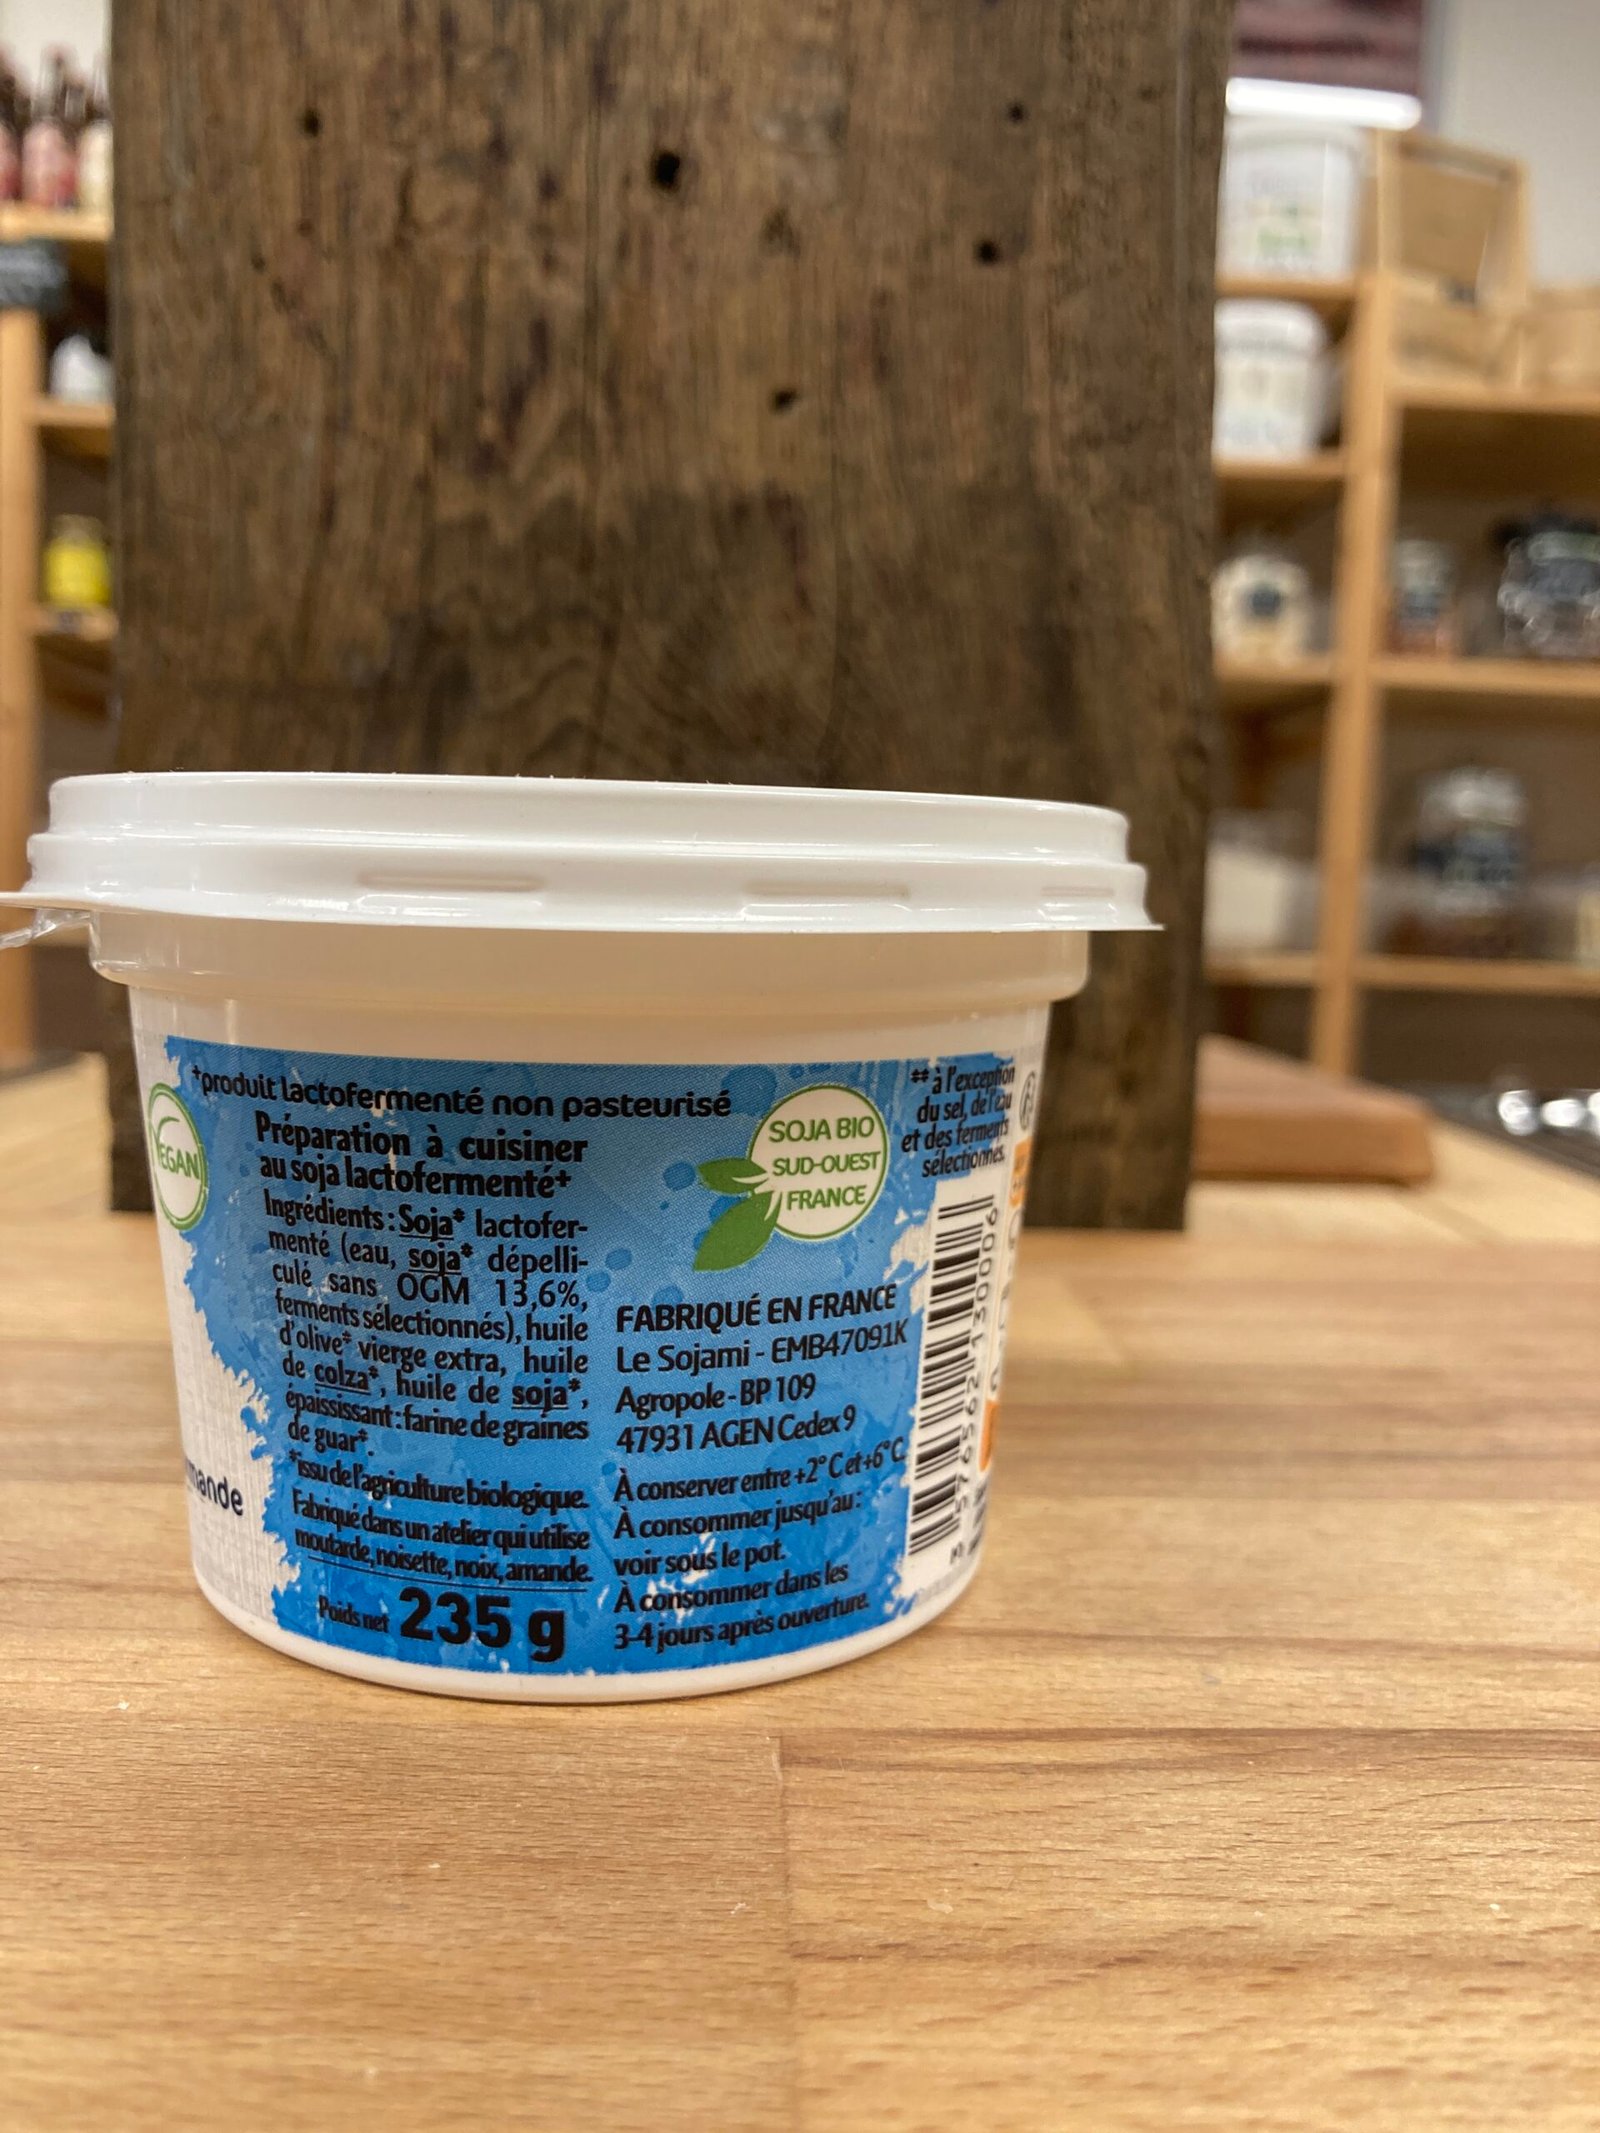 *produit lactofermenté non pasteurisé
Préparation à cuisiner
au soja lactofermenté+
Ingrédients : Soja* lactofer-
menté (eau, soja* dépelli-
culé sans OGM 13,6%,
ferments sélectionnés), huile
d'olive* vierge extra, huile
de colza*, huile de soja*,
épaississant : farine de graines
de guar*.
*issu de l'agriculture biologique.
Fabriqué dans un atelier qui utilise
moutarde, noisette, noix, amande.
Poids net 235 g
EGAN
mande
SOJA BIO
SUD-OUEST
FRANCE
FABRIQUÉ EN FRANCE
Le Sojami - EMB47091K
Agropole - BP 109
47931 AGEN Cedex 9
À conserver entre +2°C et +6°C.
À consommer jusqu'au :
voir sous le pot.
À consommer dans les
3-4 jours après ouverture.
** à l'exception
du sel, de l'eau
et des ferments
sélectionnés.
3 576562 130006